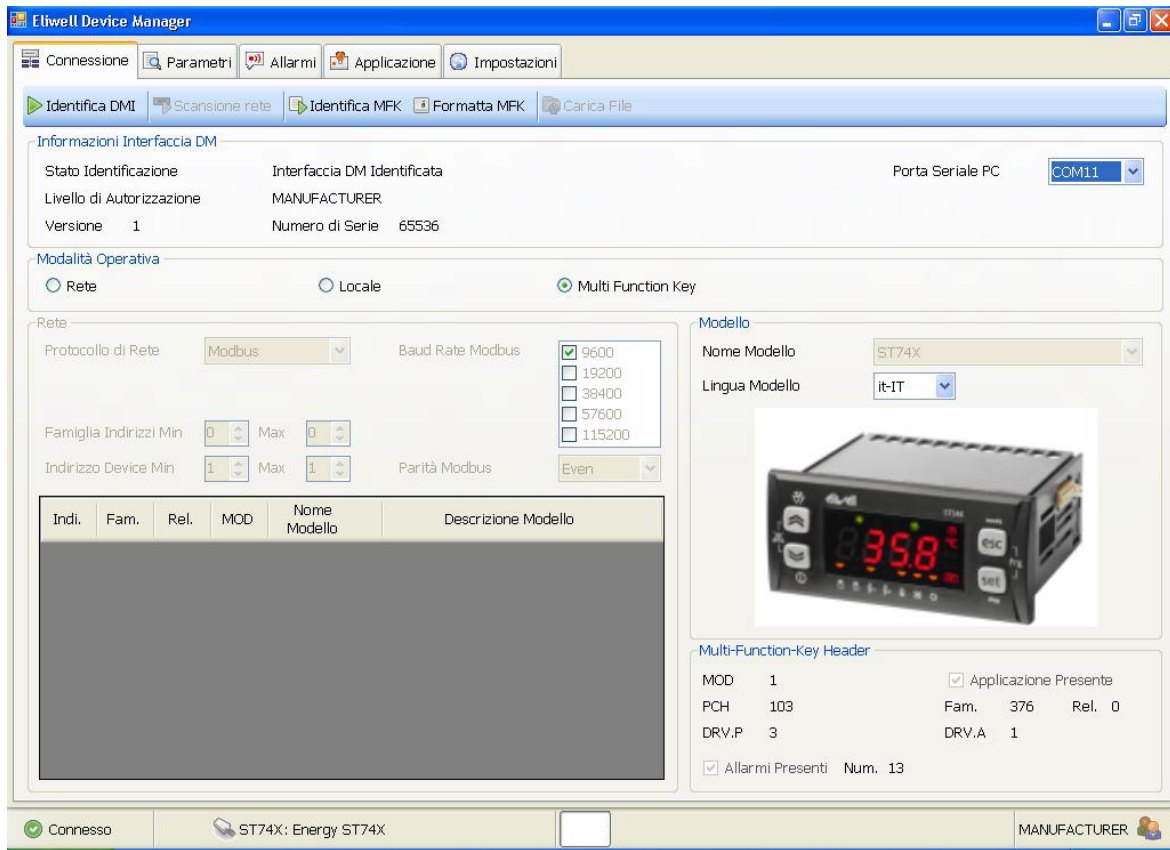 Eliwell Device Manager
Connessione Parametri Allarmi Applicazione Impostazioni
Identifica DMI Scansione rete Identifica MFK Formatta MFK Carica File
Informazioni Interfaccia DM
Stato Identificazione Interfaccia DM Identificata Porta Seriale PC COM11
Livello di Autorizzazione MANUFACTURER
Versione 1 Numero di Serie 65536
Modalità Operativa
Rete Locale Multi Function Key
Rete
Protocollo di Rete Modbus Baud Rate Modbus 9600
19200
38400
57600
115200
Famiglia Indirizzi Min 0 Max 0
Indirizzo Device Min 1 Max 1 Parità Modbus Even
Indi. Fam. Rel. MOD Nome Modello Descrizione Modello
Modello
Nome Modello ST74X
Lingua Modello it-IT
eliwell
35.8
esc
set
Multi-Function-Key Header
MOD 1 Applicazione Presente
PCH 103 Fam. 376 Rel. 0
DRV.P 3 DRV.A 1
Allarmi Presenti Num. 13
Connesso ST74X: Energy ST74X MANUFACTURER